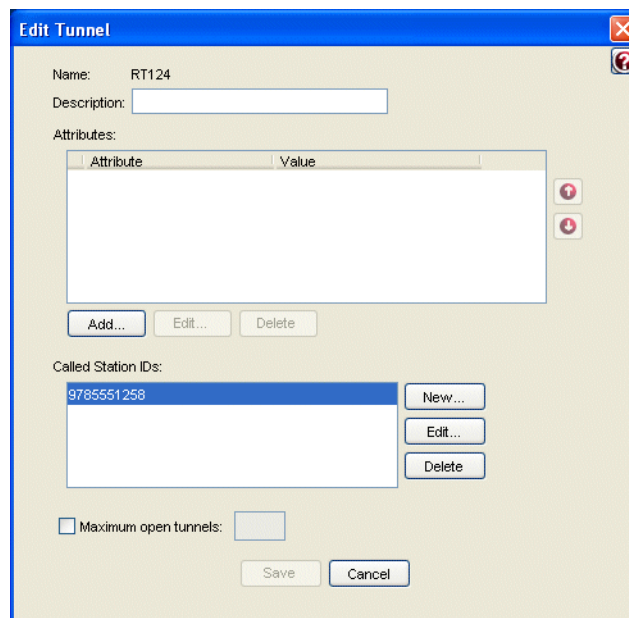 Edit Tunnel
Name: RT124
Description:
Attributes:
Attribute Value
Add... Edit... Delete
Called Station IDs:
9785551258
New...
Edit...
Delete
Maximum open tunnels:
Save Cancel